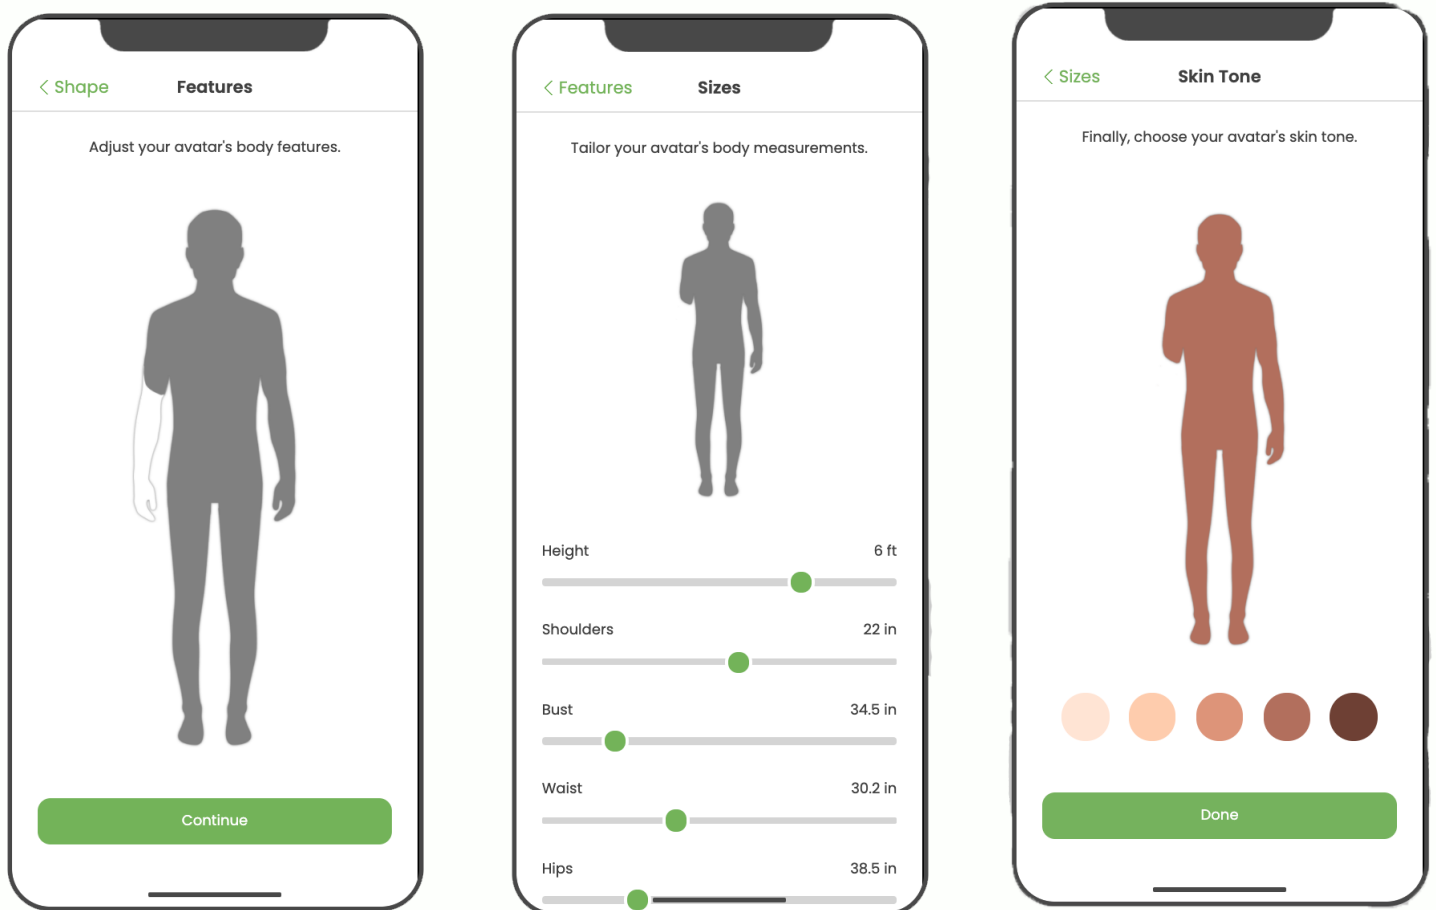 Shape
Features
Adjust your avatar's body features.
Continue
Features
Sizes
Tailor your avatar's body measurements.
Height 6 ft
Shoulders 22 in
Bust 34.5 in
Waist 30.2 in
Hips 38.5 in
Sizes
Skin Tone
Finally, choose your avatar's skin tone.
Done